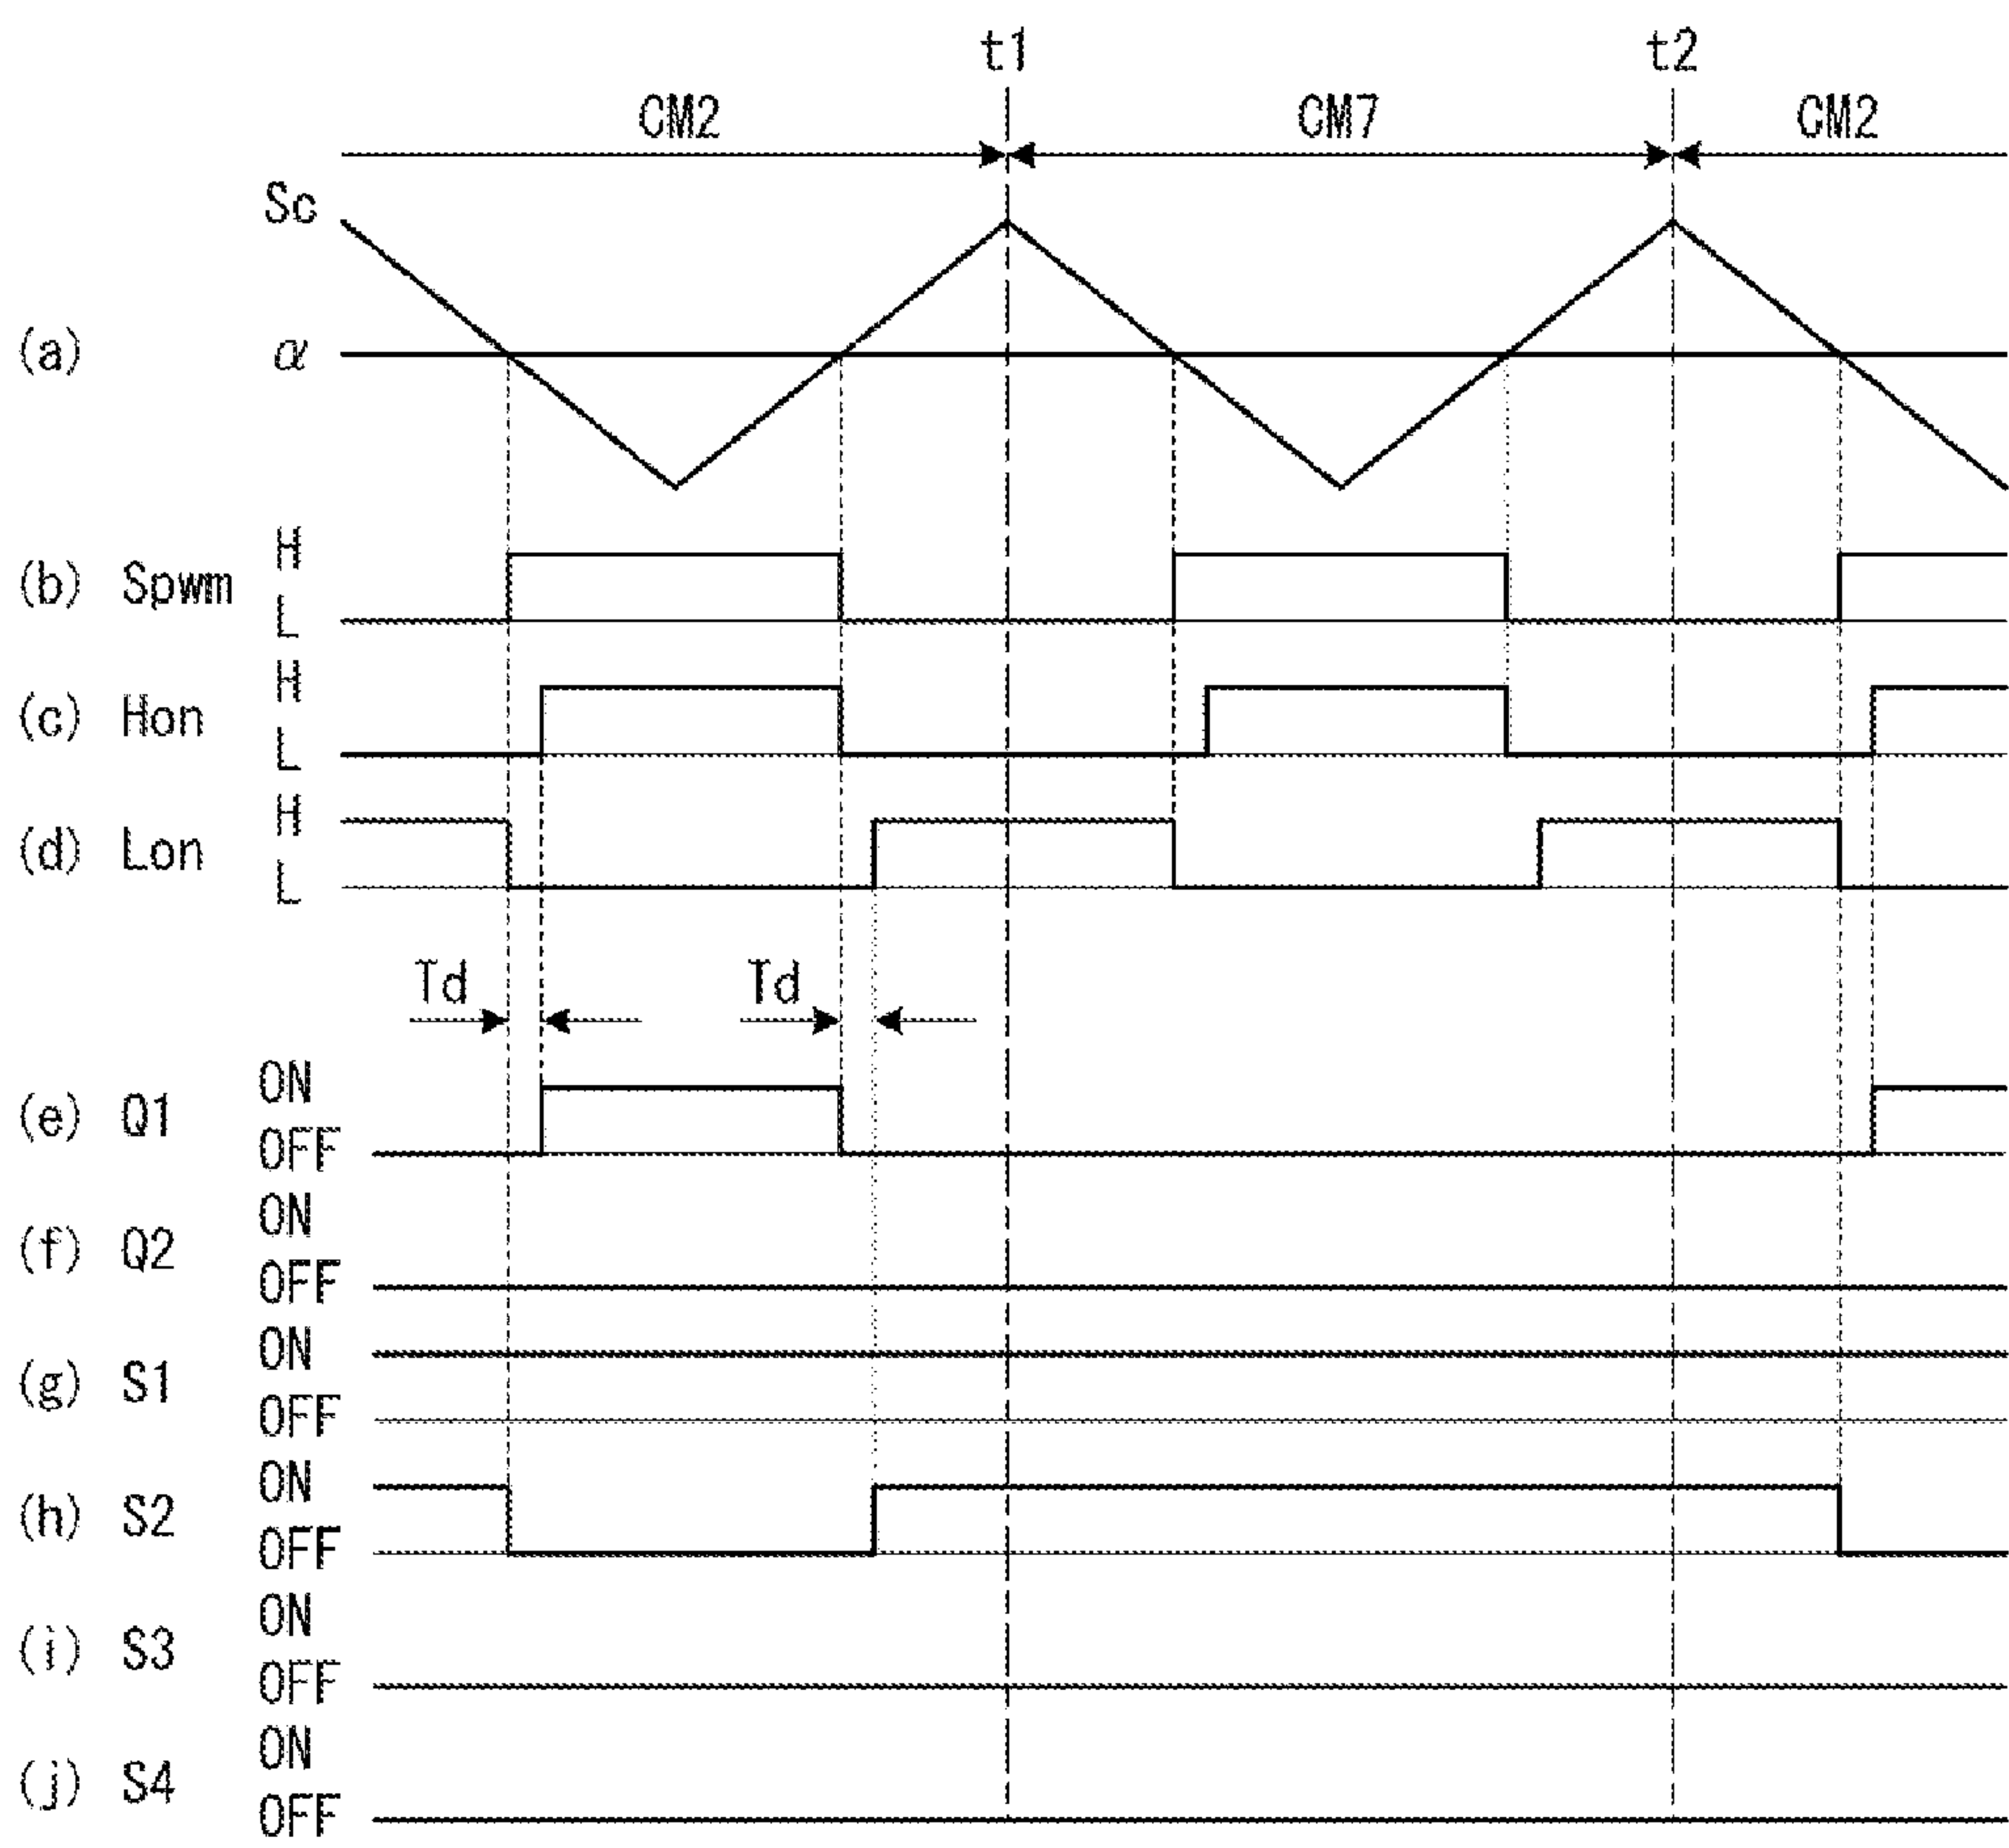 t1 t2
CM2 CM7 CM2
Sc
(a) α
(b) Spwm H L
(c) Hon H L
(d) Lon H L
Td Td
(e) Q1 ON OFF
(f) Q2 ON OFF
(g) S1 ON OFF
(h) S2 ON OFF
(i) S3 ON OFF
(j) S4 ON OFF